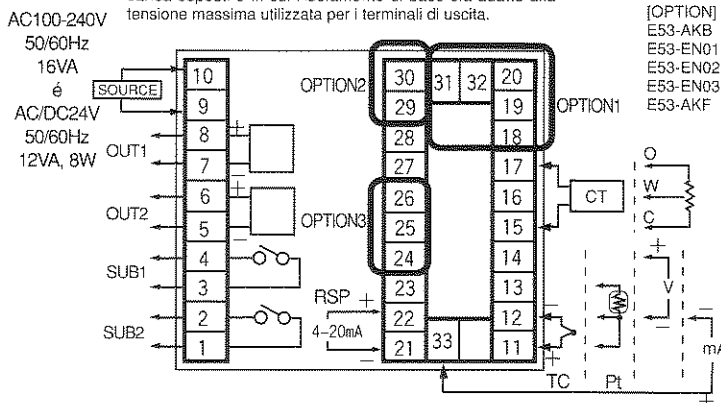 tensione massima utilizzata per i terminali di uscita.
AC100-240V
50/60Hz
16VA
é
SOURCE
AC/DC24V
50/60Hz
12VA, 8W
OUT1
OUT2
SUB1
SUB2
10
9
8
7
6
5
4
3
2
1
+
−
+
−
OPTION2
OPTION3
RSP +
4-20mA
−
30
29
28
27
26
25
24
23
22
21
31
32
33
20
19
18
17
16
15
14
13
12
11
OPTION1
CT
O
W
C
+
V
−
−
mA
+
−
+
TC
Pt
[OPTION]
E53-AKB
E53-EN01
E53-EN02
E53-EN03
E53-AKF